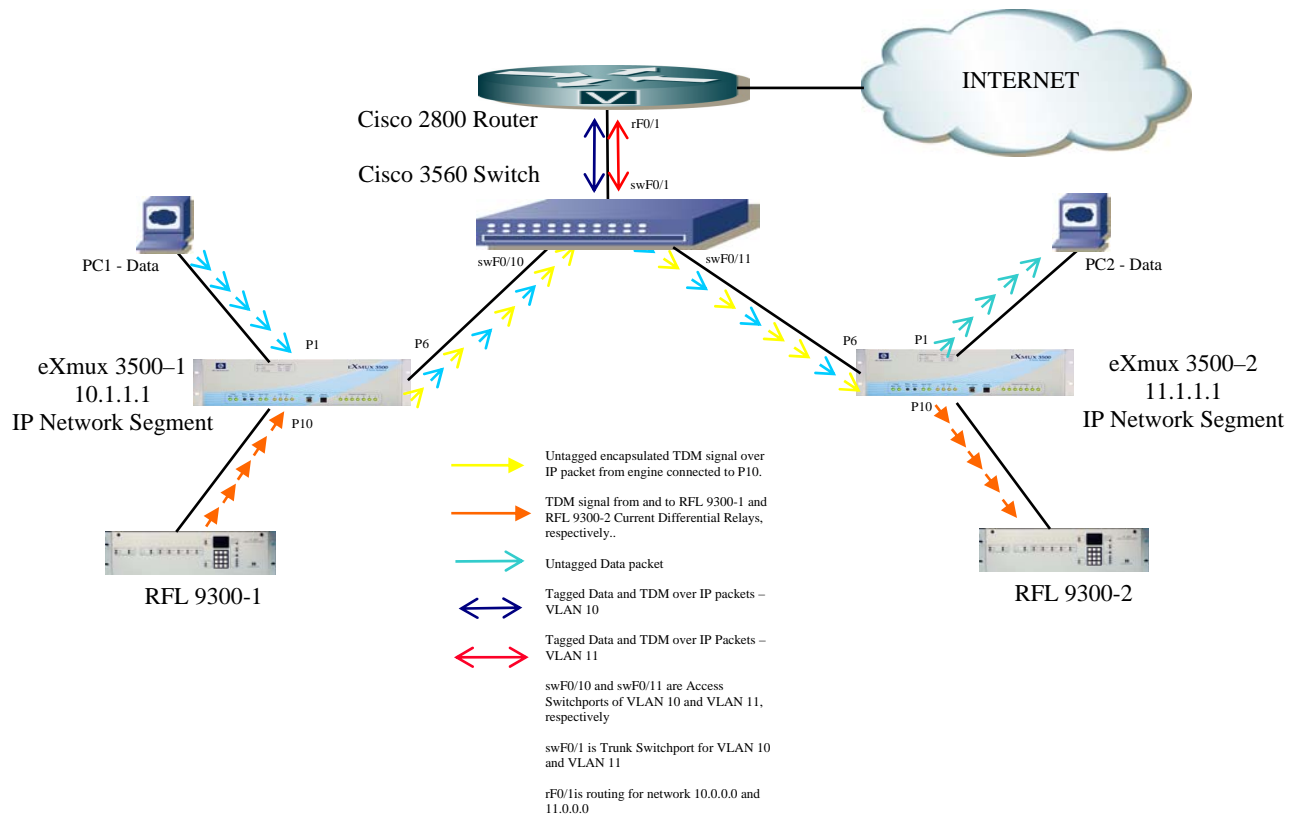 INTERNET
Cisco 2800 Router
rF0/1
Cisco 3560 Switch
swF0/1
PC1 - Data
swF0/10
swF0/11
PC2 - Data
P1
P6
P6
P1
eXmux 3500–1
10.1.1.1
IP Network Segment
eXmux 3500
eXmux 3500
eXmux 3500–2
11.1.1.1
IP Network Segment
P10
P10
RFL 9300-1
RFL 9300-2
Untagged encapsulated TDM signal over
IP packet from engine connected to P10.
TDM signal from and to RFL 9300-1 and
RFL 9300-2 Current Differential Relays,
respectively..
Untagged Data packet
Tagged Data and TDM over IP packets –
VLAN 10
Tagged Data and TDM over IP Packets –
VLAN 11
swF0/10 and swF0/11 are Access
Switchports of VLAN 10 and VLAN 11,
respectively
swF0/1 is Trunk Switchport for VLAN 10
and VLAN 11
rF0/1is routing for network 10.0.0.0 and
11.0.0.0